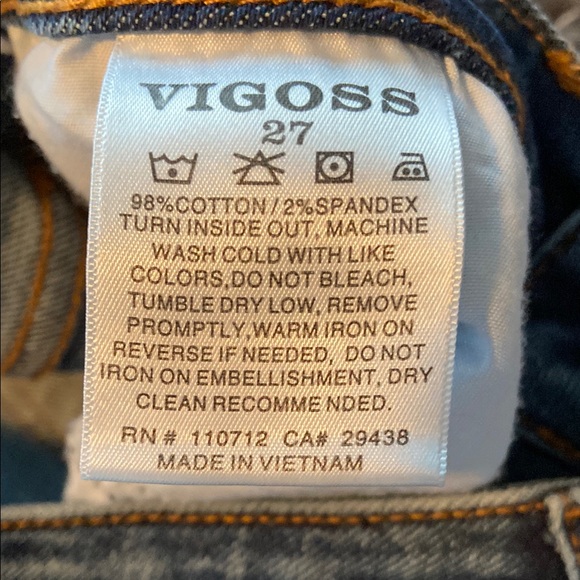 VIGOSS
27
98%COTTON/2%SPANDEX
TURN INSIDE OUT, MACHINE
WASH COLD WITH LIKE
COLORS,DO NOT BLEACH,
TUMBLE DRY LOW, REMOVE
PROMPTLY,WARM IRON ON
REVERSE IF NEEDED, DO NOT
IRON ON EMBELLISHMENT, DRY
CLEAN RECOMMENDED.
RN# 110712 CA# 29438
MADE IN VIETNAM